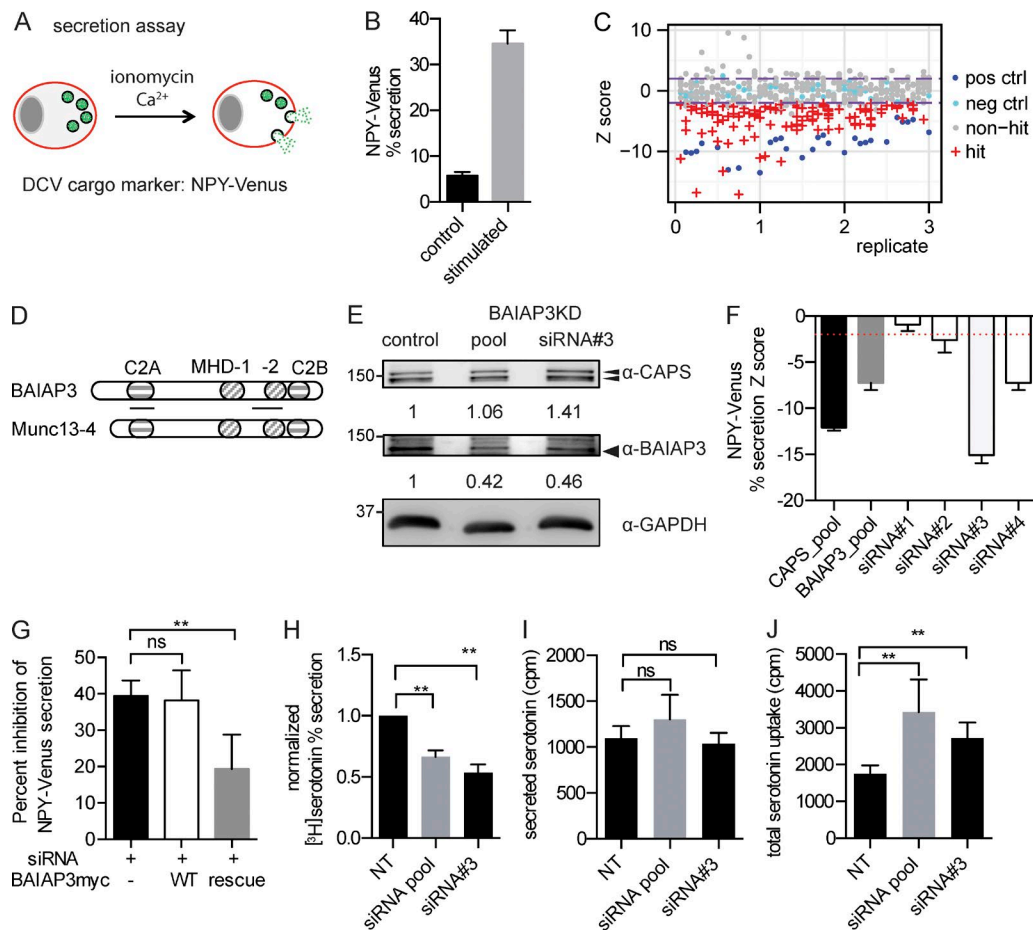 A secretion assay
ionomycin
Ca2+
DCV cargo marker: NPY-Venus
B
NPY-Venus
% secretion
40
30
20
10
0
control
stimulated
C
Z score
10
0
−10
0
1
2
3
replicate
pos ctrl
neg ctrl
non−hit
hit
D
C2A MHD-1 -2 C2B
BAIAP3
Munc13-4
E
BAIAP3KD
control pool siRNA#3
150
α-CAPS
1 1.06 1.41
150
α-BAIAP3
1 0.42 0.46
37
α-GAPDH
F
NPY-Venus
% secretion Z score
0
-5
-10
-15
-20
CAPS_pool
BAIAP3_pool
siRNA#1
siRNA#2
siRNA#3
siRNA#4
G
Percent inhibition of
NPY-Venus secretion
50
40
30
20
10
0
**
ns
siRNA + + +
BAIAP3myc - WT rescue
H
normalized
[3H]serotonin % secretion
1.5
1.0
0.5
0.0
**
**
NT
siRNA pool
siRNA#3
I
secreted serotonin (cpm)
2000
1500
1000
500
0
ns
ns
NT
siRNA pool
siRNA#3
J
total serotonin uptake (cpm)
6000
5000
4000
3000
2000
1000
0
**
**
NT
siRNA pool
siRNA#3